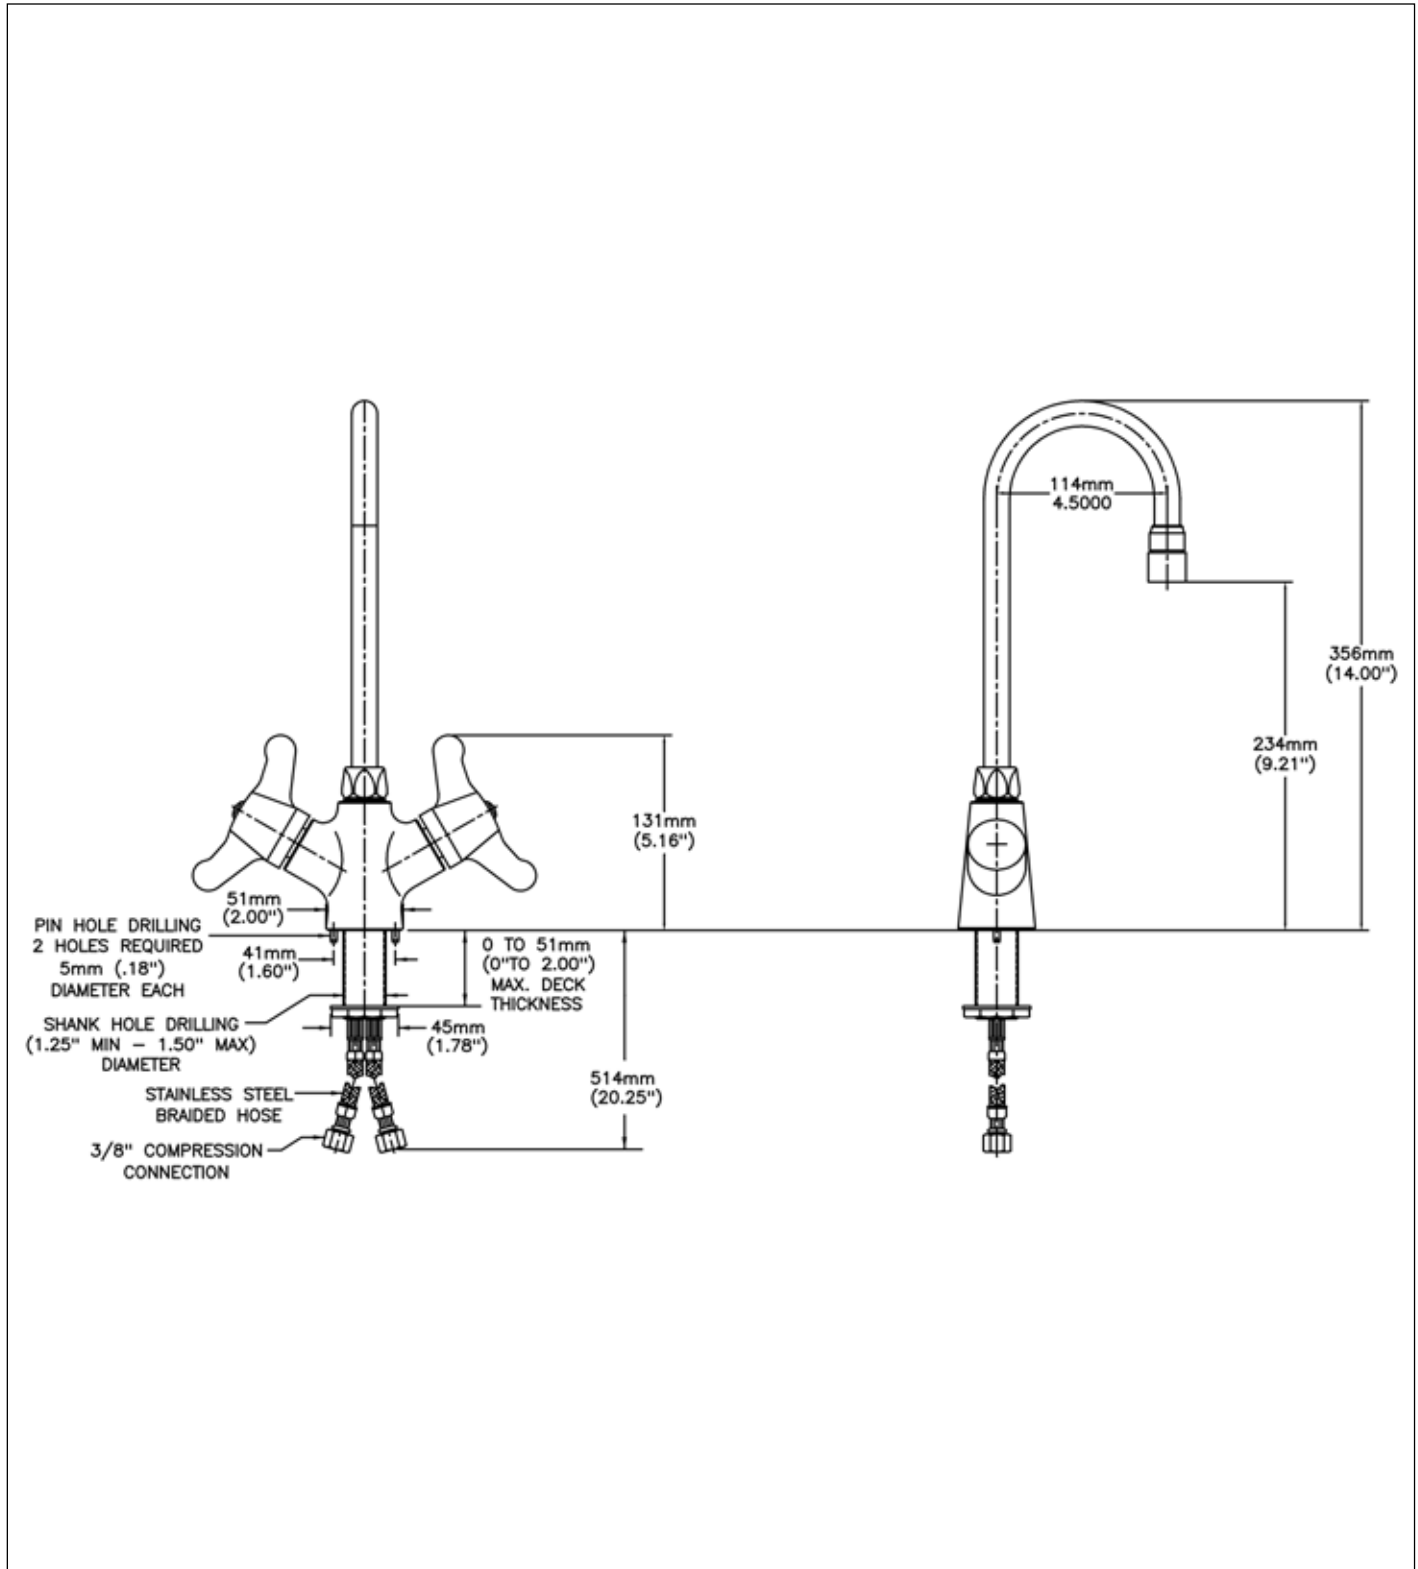 114mm
4.5000
356mm
(14.00")
234mm
(9.21")
131mm
(5.16")
51mm
(2.00")
PIN HOLE DRILLING
2 HOLES REQUIRED
5mm (.18")
DIAMETER EACH
41mm
(1.60")
0 TO 51mm
(0"TO 2.00")
MAX. DECK
THICKNESS
SHANK HOLE DRILLING
(1.25" MIN – 1.50" MAX)
DIAMETER
45mm
(1.78")
514mm
(20.25")
STAINLESS STEEL
BRAIDED HOSE
3/8" COMPRESSION
CONNECTION